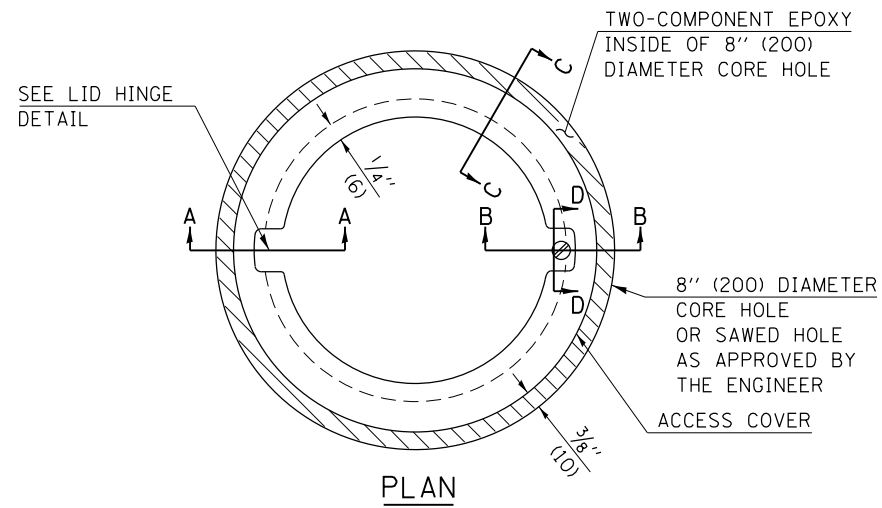 TWO-COMPONENT EPOXY
INSIDE OF 8'' (200)
DIAMETER CORE HOLE
SEE LID HINGE
DETAIL
C
C
1/4''
(6)
A
A
B
B
D
D
8'' (200) DIAMETER
CORE HOLE
OR SAWED HOLE
AS APPROVED BY
THE ENGINEER
ACCESS COVER
3/8''
(10)
PLAN